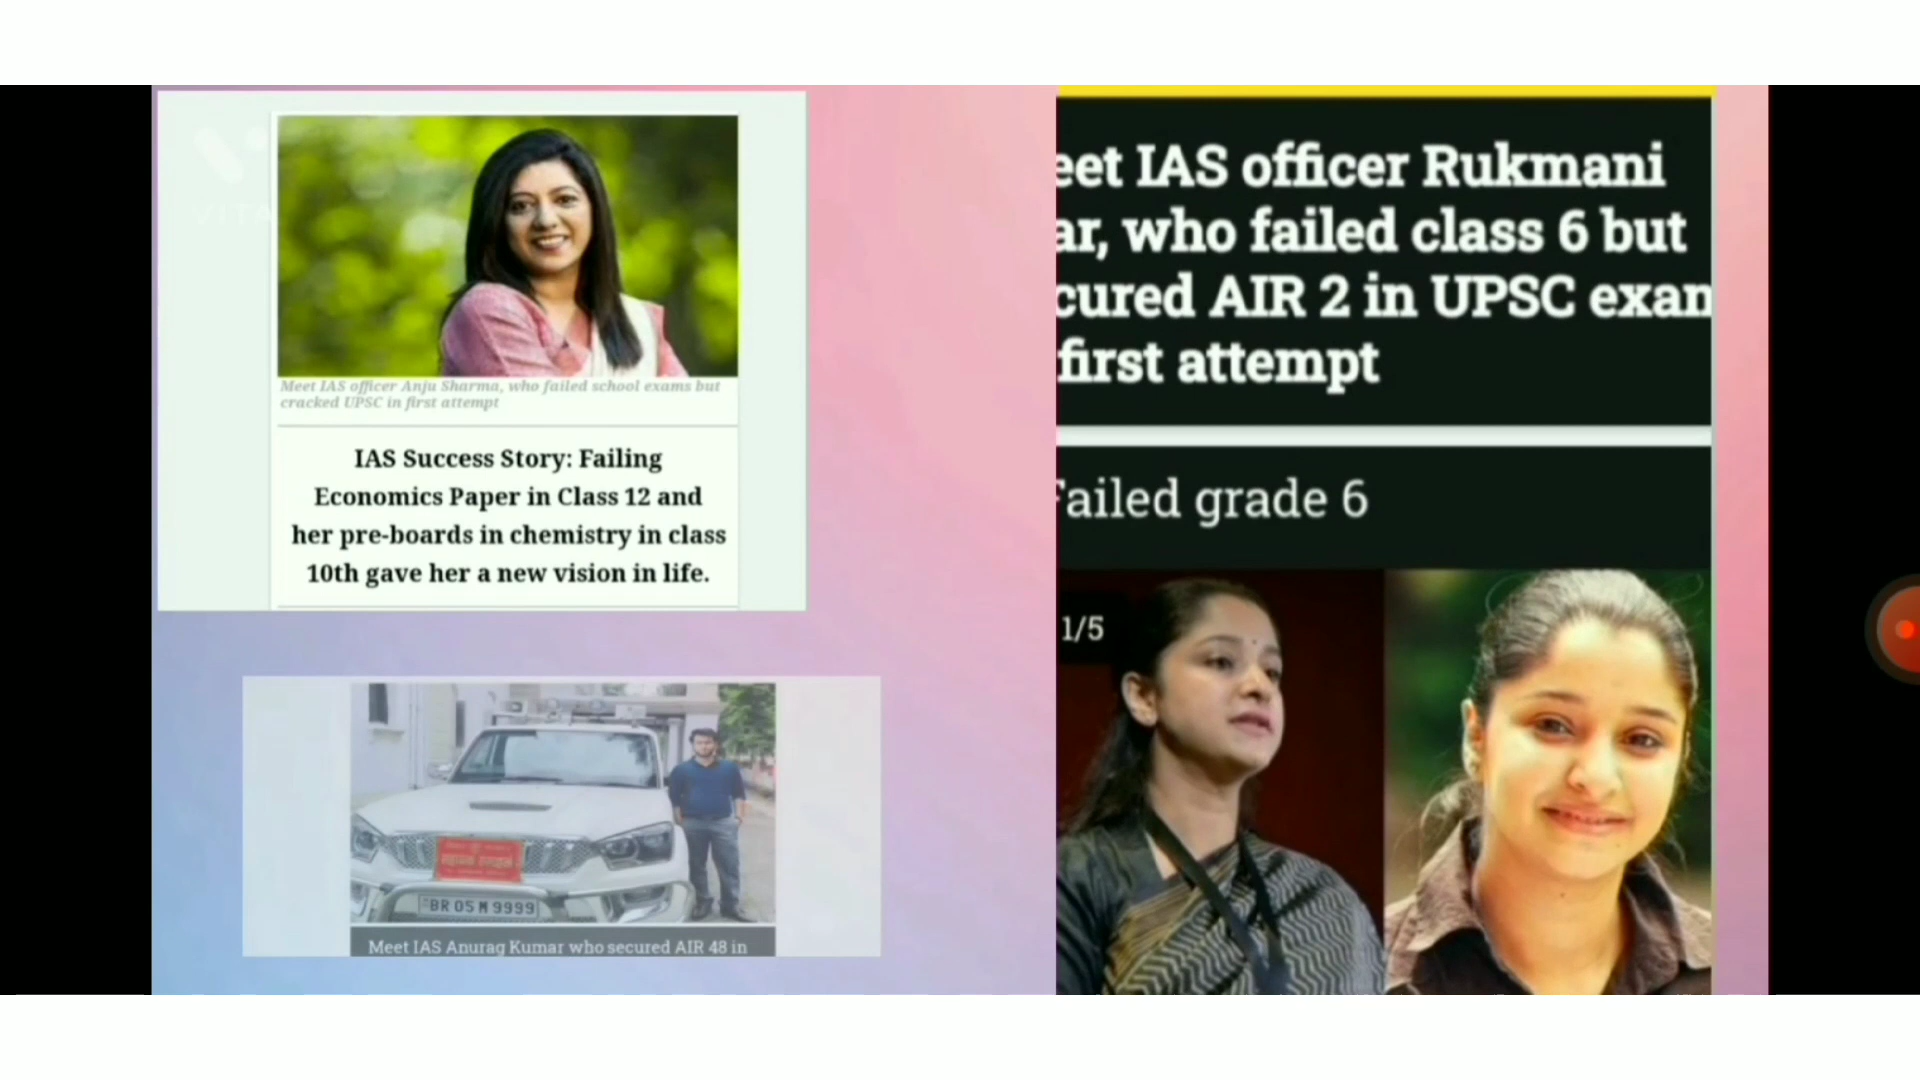 VITA
Meet IAS officer Anju Sharma, who failed school exams but
cracked UPSC in first attempt
IAS Success Story: Failing
Economics Paper in Class 12 and
her pre-boards in chemistry in class
10th gave her a new vision in life.
BR 05 M 9999
Meet IAS Anurag Kumar who secured AIR 48 in
eet IAS officer Rukmani
ar, who failed class 6 but
cured AIR 2 in UPSC exam
first attempt
Failed grade 6
1/5